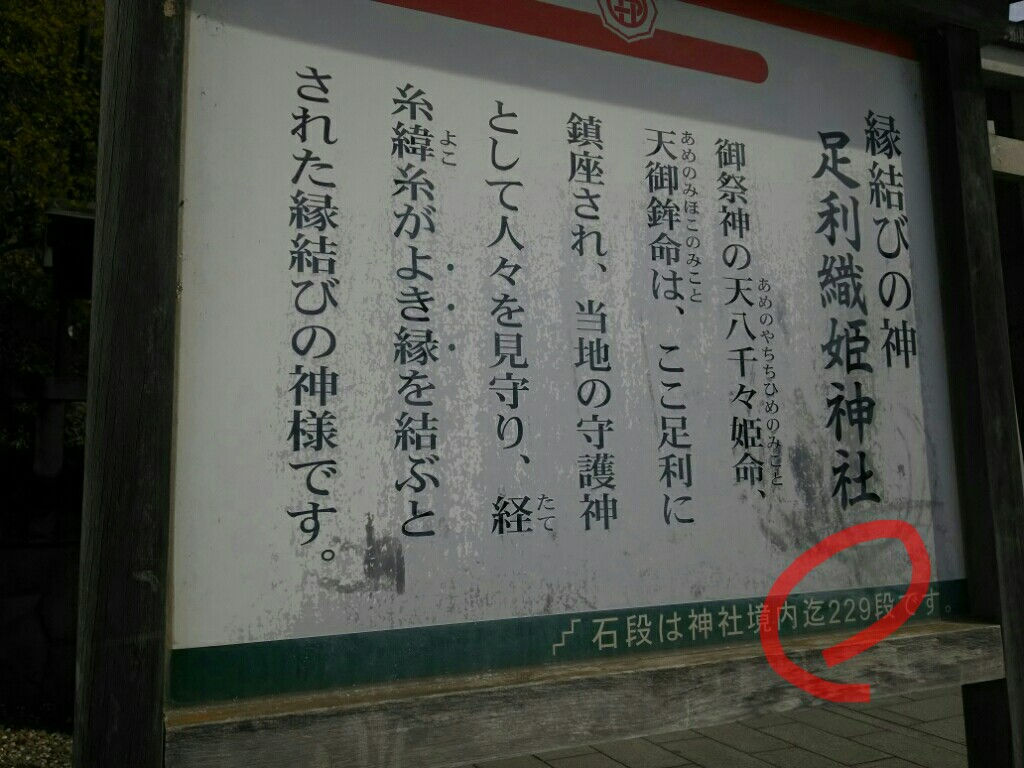 縁結びの神
足利織姫神社
御祭神の天八千々姫命、
あめのやちちひめのみこと
天御鉾命は、ここ足利に
あめのみほこのみこと
鎮座され、当地の守護神
として人々を見守り、経
たて
糸緯糸がよき縁を結ぶと
よこ
された縁結びの神様です。
石段は神社境内迄229段です。